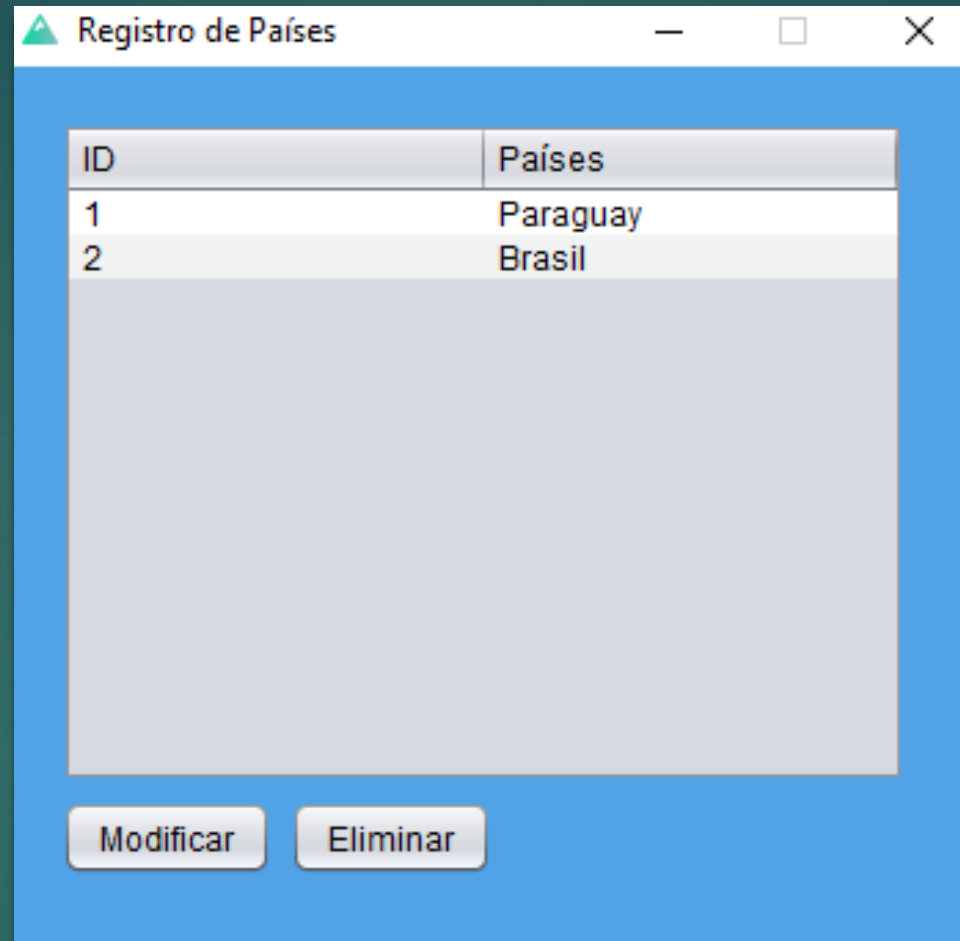 Registro de Países
ID Países
1 Paraguay
2 Brasil
Modificar Eliminar